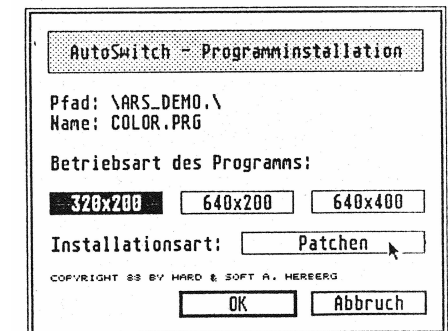 AutoSwitch - Programminstallation
Pfad: \ARS_DEMO.\
Name: COLOR.PRG
Betriebsart des Programms:
320x200 640x200 640x400
Installationsart: Patchen
COPYRIGHT 88 BY HARD & SOFT A. HERBERG
OK Abbruch